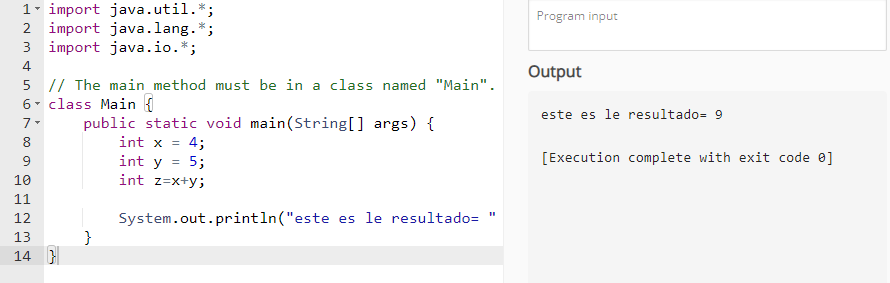 1 import java.util.*;
2 import java.lang.*;
3 import java.io.*;
4
5 // The main method must be in a class named "Main".
6 class Main {
7 public static void main(String[] args) {
8 int x = 4;
9 int y = 5;
10 int z=x+y;
11
12 System.out.println("este es le resultado= "
13 }
14 }
Program input
Output
este es le resultado= 9
[Execution complete with exit code 0]